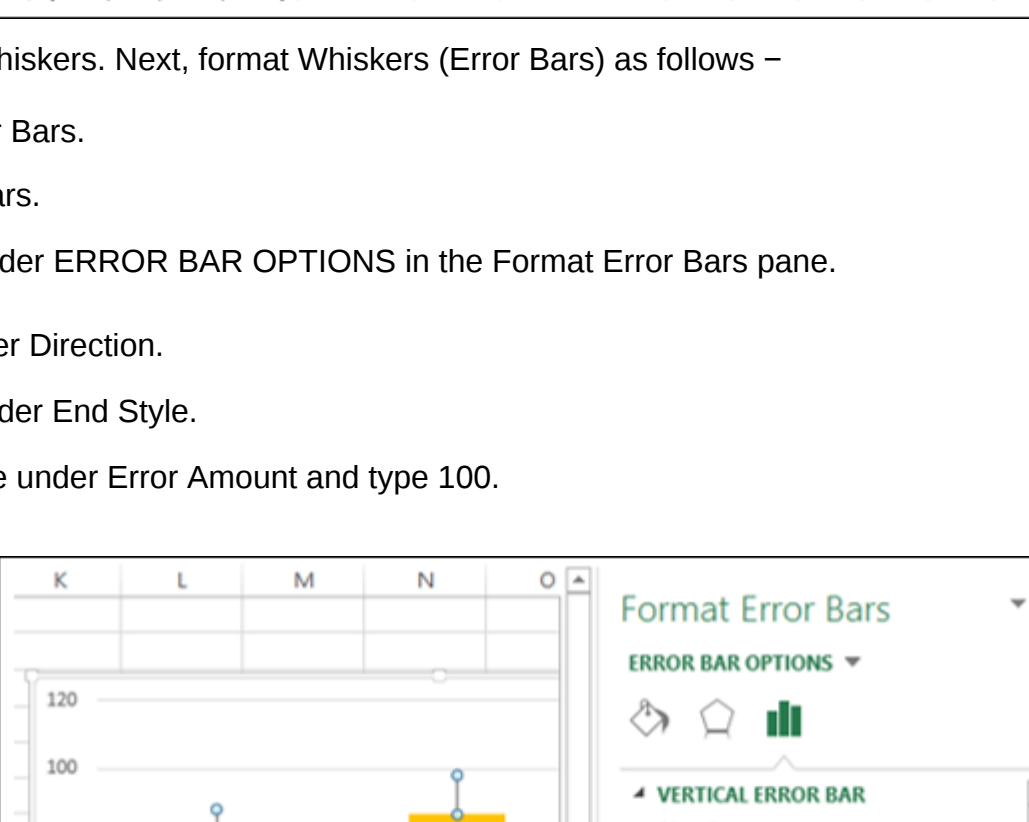 hiskers. Next, format Whiskers (Error Bars) as follows −
Bars.
ars.
der ERROR BAR OPTIONS in the Format Error Bars pane.
er Direction.
der End Style.
e under Error Amount and type 100.
K L M N O
Format Error Bars
ERROR BAR OPTIONS
120
100
VERTICAL ERROR BAR